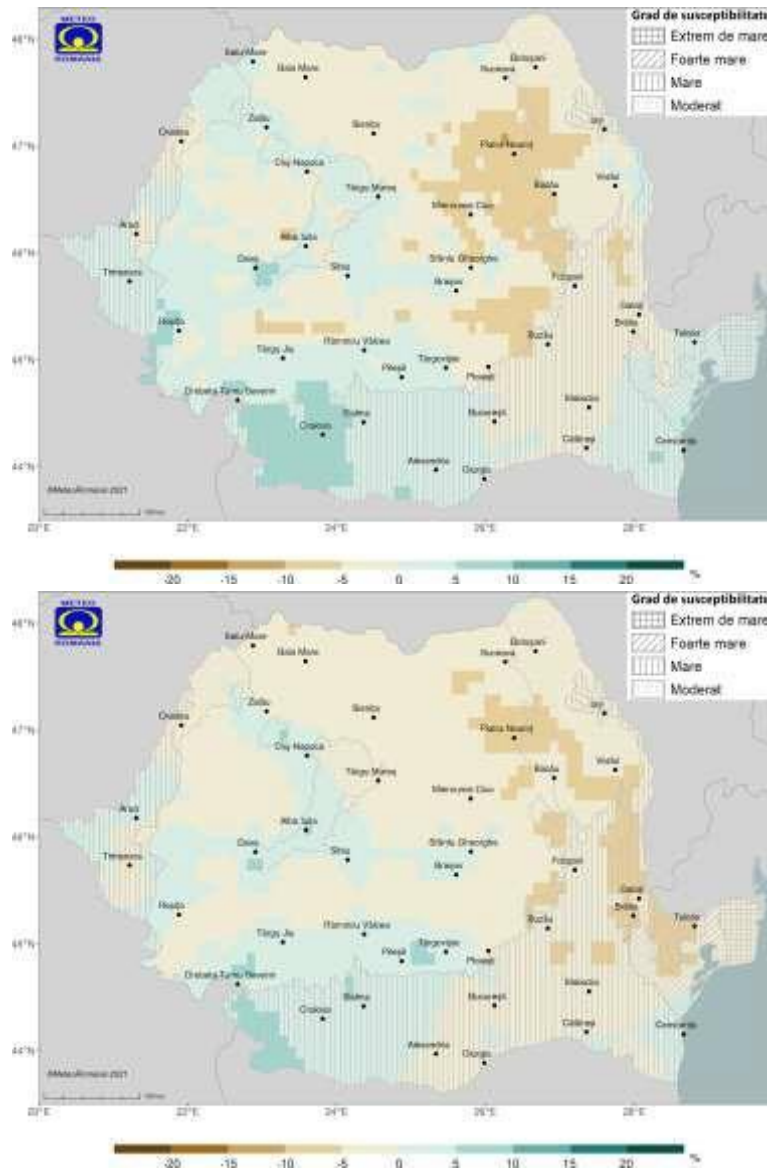 METEO
ROMANIA
Grad de susceptibilitate
Extrem de mare
Foarte mare
Mare
Moderat
48°N
47°N
46°N
44°N
44°N
Satu Mare
Baia Mare
Suceava
Botoșani
Oradea
Zalău
Bistrița
Piatra Neamț
Iași
Cluj Napoca
Târgu Mureș
Miercurea Ciuc
Bacău
Vaslui
Arad
Alba Iulia
Timișoara
Deva
Sibiu
Sfântu Gheorghe
Brașov
Focșani
Galați
Reșița
Târgu Jiu
Râmnicu Vâlcea
Pitești
Târgoviște
Ploiești
Buzău
Brăila
Tulcea
Drobeta-Turnu Severin
Craiova
Slatina
București
Slobozia
Alexandria
Giurgiu
Călărași
Constanța
©MeteoRomania 2021
20°E
22°E
24°E
26°E
28°E
-20 -15 -10 -5 0 5 10 15 20 %
METEO
ROMANIA
Grad de susceptibilitate
Extrem de mare
Foarte mare
Mare
Moderat
48°N
47°N
46°N
44°N
44°N
Satu Mare
Baia Mare
Suceava
Botoșani
Oradea
Zalău
Bistrița
Piatra Neamț
Iași
Cluj Napoca
Târgu Mureș
Miercurea Ciuc
Bacău
Vaslui
Arad
Alba Iulia
Timișoara
Deva
Sibiu
Sfântu Gheorghe
Brașov
Focșani
Galați
Reșița
Târgu Jiu
Râmnicu Vâlcea
Pitești
Târgoviște
Ploiești
Buzău
Brăila
Tulcea
Drobeta-Turnu Severin
Craiova
Slatina
București
Slobozia
Alexandria
Giurgiu
Călărași
Constanța
©MeteoRomania 2021
20°E
22°E
24°E
26°E
28°E
-20 -15 -10 -5 0 5 10 15 20 %